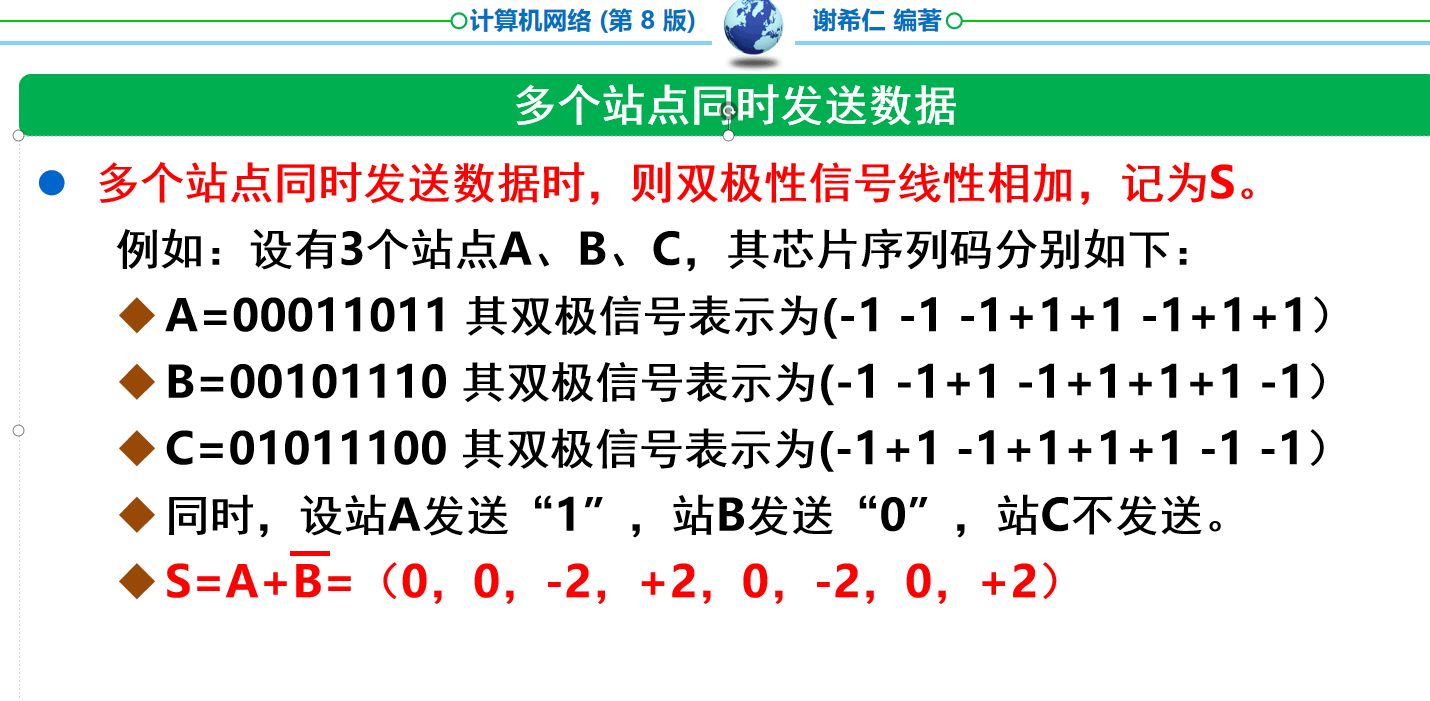 计算机网络 (第 8 版) 谢希仁 编著
多个站点同时发送数据
多个站点同时发送数据时，则双极性信号线性相加，记为S。
例如：设有3个站点A、B、C，其芯片序列码分别如下：
A=00011011 其双极信号表示为(-1 -1 -1+1+1 -1+1+1）
B=00101110 其双极信号表示为(-1 -1+1 -1+1+1+1 -1）
C=01011100 其双极信号表示为(-1+1 -1+1+1+1 -1 -1）
同时，设站A发送“1”，站B发送“0”，站C不发送。
S=A+B̅=（0，0，-2，+2，0，-2，0，+2）